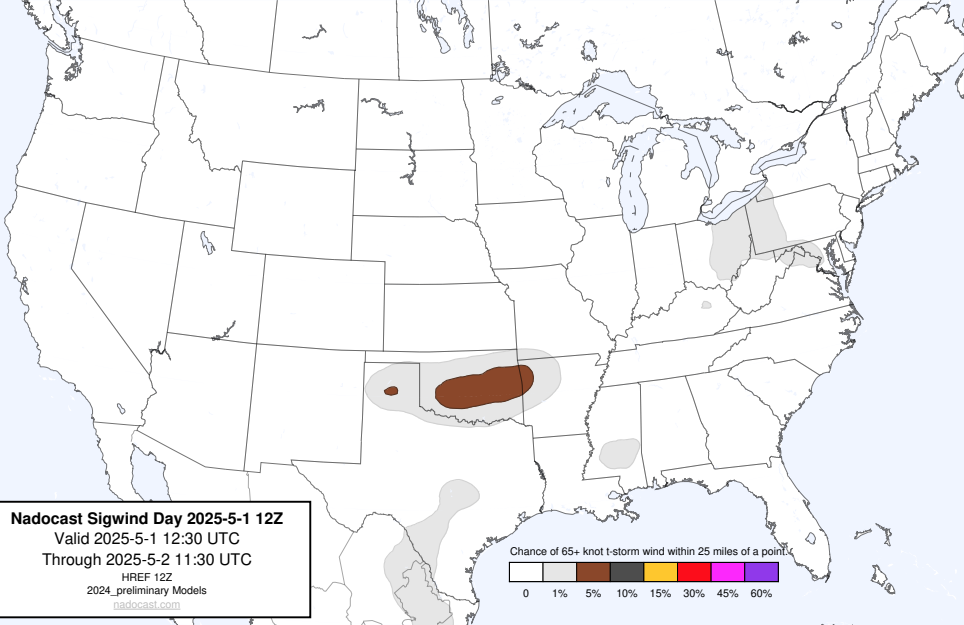 Nadocast Sigwind Day 2025-5-1 12Z
Valid 2025-5-1 12:30 UTC
Through 2025-5-2 11:30 UTC
HREF 12Z
2024_preliminary Models
nadocast.com
Chance of 65+ knot t-storm wind within 25 miles of a point.
0 1% 5% 10% 15% 30% 45% 60%